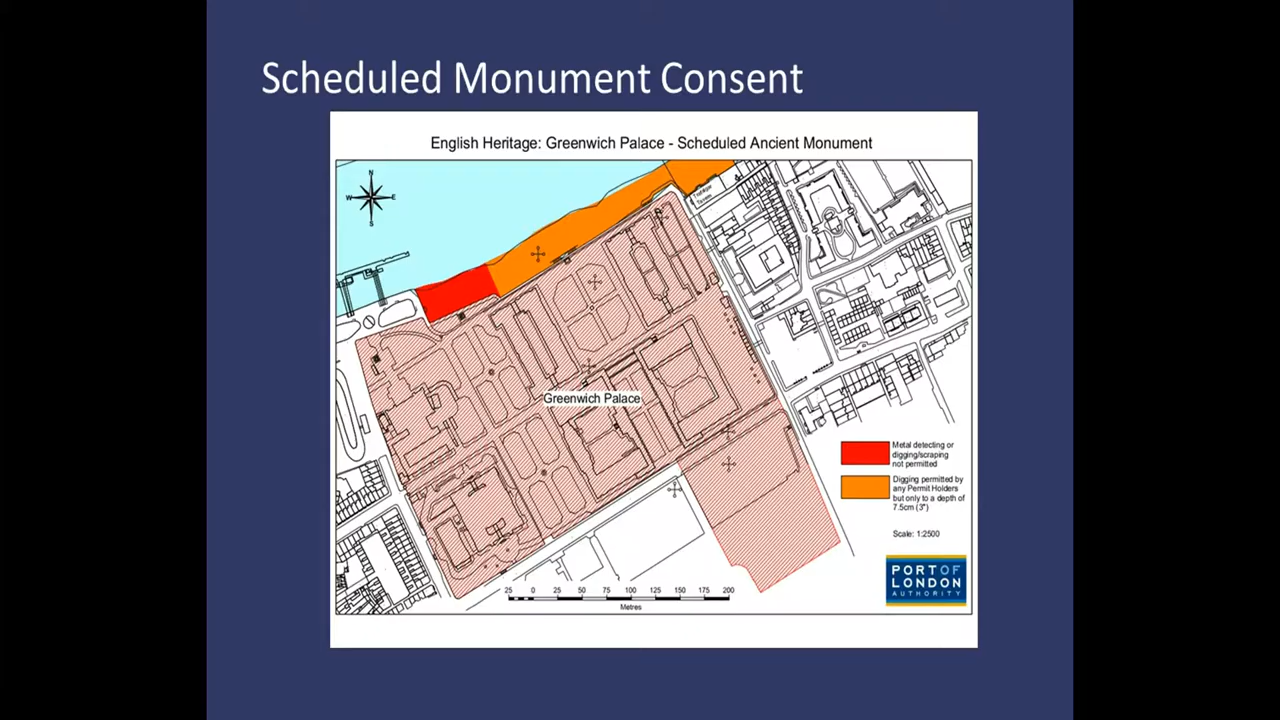 Scheduled Monument Consent
English Heritage: Greenwich Palace - Scheduled Ancient Monument
N
W E
S
Trafalgar
Tavern
Greenwich Palace
Metal detecting or
digging/scraping
not permitted
Digging permitted by
any Permit Holders
but only to a depth of
7.5cm (3")
Scale: 1:2500
25 0 25 50 75 100 125 150 175 200
Metres
PORT OF
LONDON
AUTHORITY